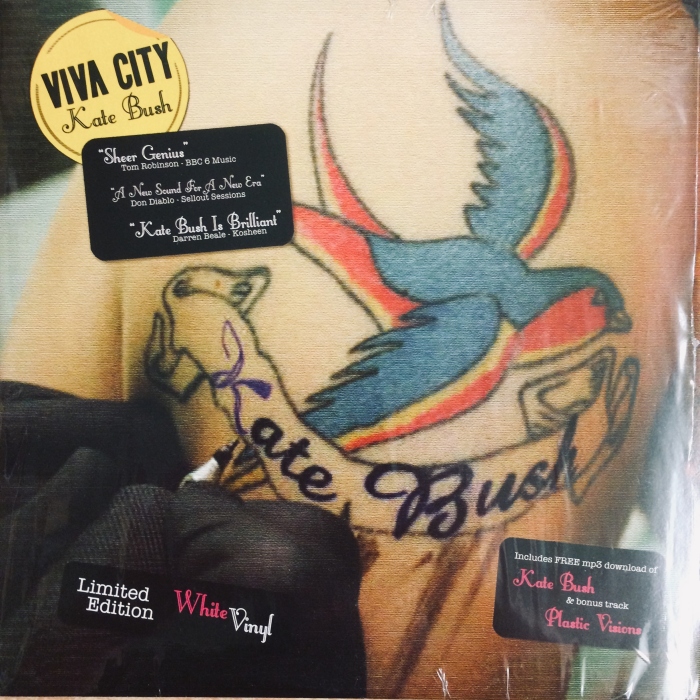 VIVA CITY
Kate Bush
"Sheer Genius"
Tom Robinson - BBC 6 Music
"A New Sound For A New Era"
Don Diablo - Sellout Sessions
"Kate Bush Is Brilliant"
Darren Beale - Kosheen
Kate Bush
Limited
Edition
White Vinyl
Includes FREE mp3 download of
Kate Bush
& bonus track
Plastic Visions